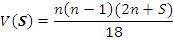 V(S) = n(n − 1)(2n + S) / 18